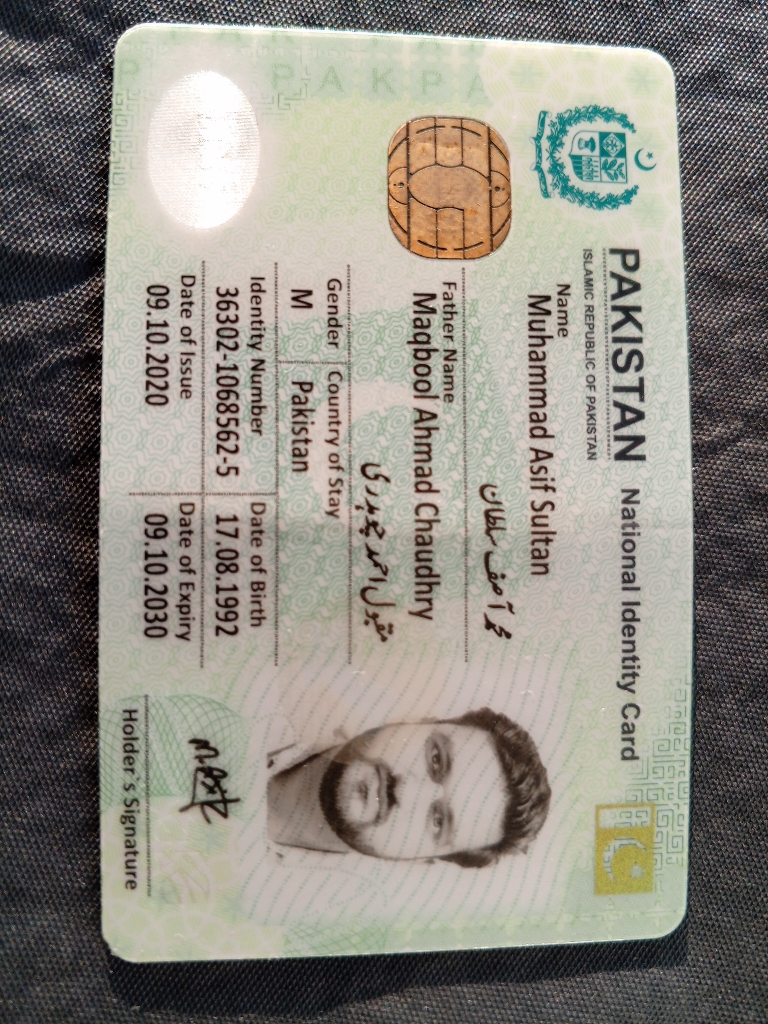 PAKISTAN National Identity Card
ISLAMIC REPUBLIC OF PAKISTAN
Name
Muhammad Asif Sultan
محمد آصف سلطان
Father Name
Maqbool Ahmad Chaudhry
مقبول احمد چوہدری
Gender Country of Stay
M Pakistan
Identity Number Date of Birth
36302-1068562-5 17.08.1992
Date of Issue Date of Expiry
09.10.2020 09.10.2030
Holder's Signature
P PAKPA